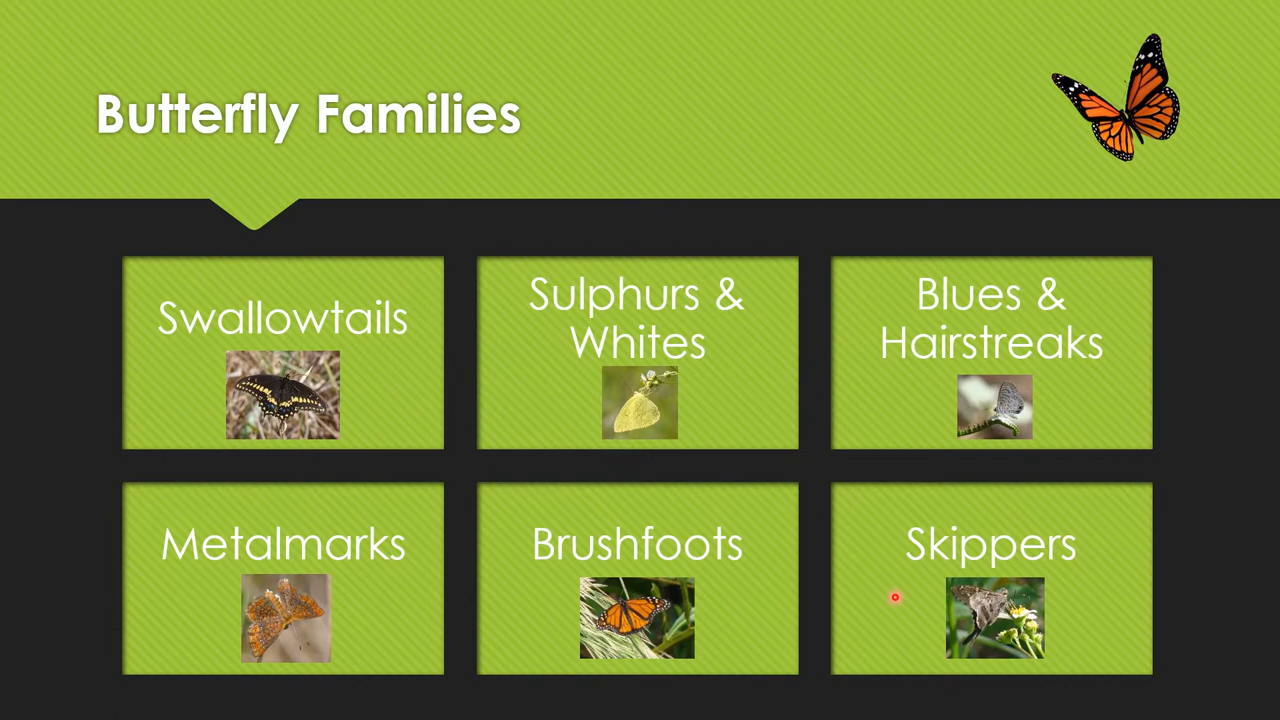 Butterfly Families
Swallowtails
Sulphurs &
Whites
Blues &
Hairstreaks
Metalmarks
Brushfoots
Skippers